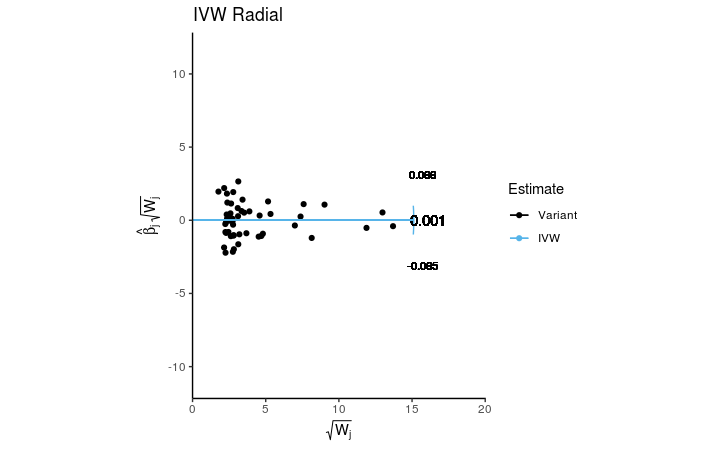 IVW Radial
10
5
0
-5
-10
0 5 10 15 20
β̂j√Wj
√Wj
0.001
-0.085
Estimate
Variant
IVW